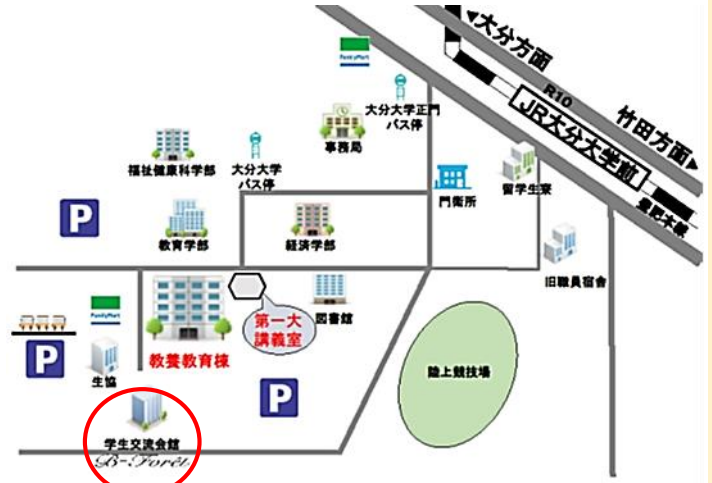 ◀大分方面
R10
JR大分大学前
竹田方面▶
豊肥本線
FamilyMart
大分大学正門
バス停
事務局
福祉健康科学部
大分大学
バス停
門衛所
留学生寮
P
教育学部
経済学部
旧職員宿舎
FamilyMart
第一大
講義室
図書館
P
生協
教養教育棟
P
陸上競技場
学生交流会館
B-Forêt